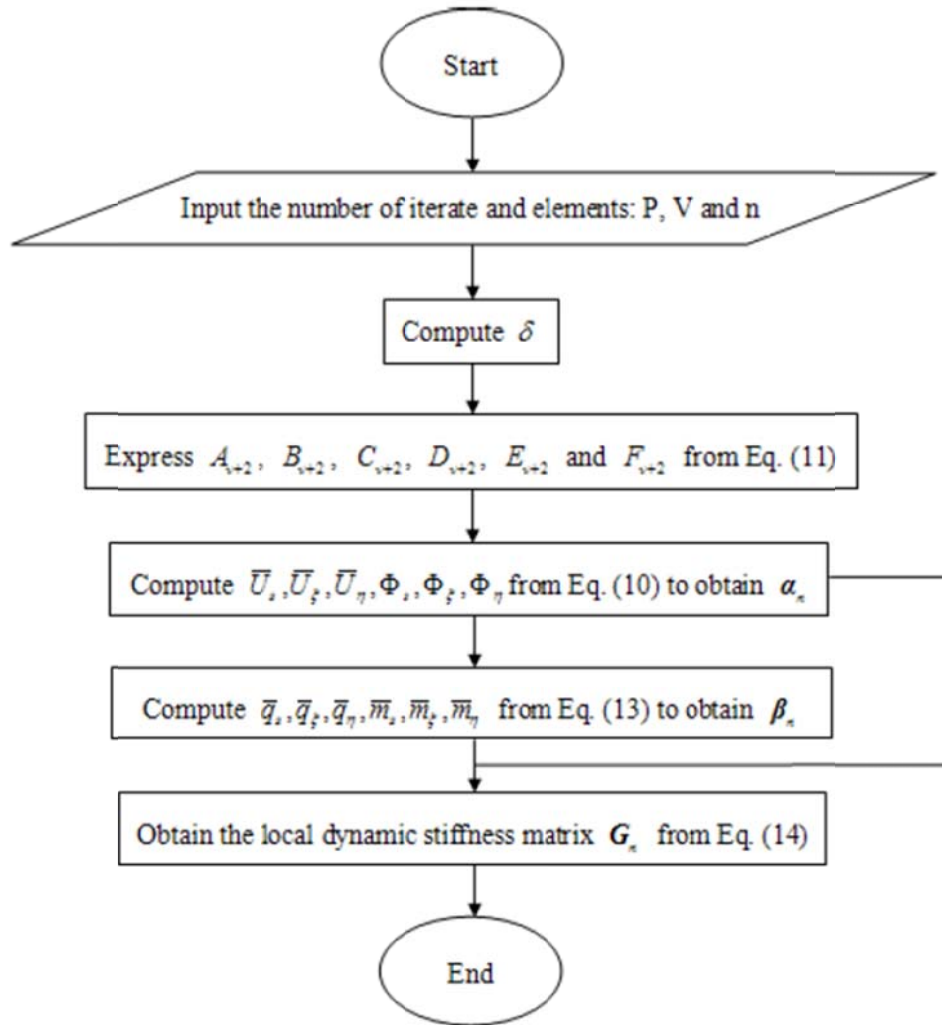 Start
Input the number of iterate and elements: P, V and n
Compute δ
Express A_{v+2}, B_{v+2}, C_{v+2}, D_{v+2}, E_{v+2} and F_{v+2} from Eq. (11)
Compute U̅_s, U̅_ξ, U̅_η, Φ_s, Φ_ξ, Φ_η from Eq. (10) to obtain α_n
Compute q̅_s, q̅_ξ, q̅_η, m̅_s, m̅_ξ, m̅_η from Eq. (13) to obtain β_n
Obtain the local dynamic stiffness matrix G_n from Eq. (14)
End